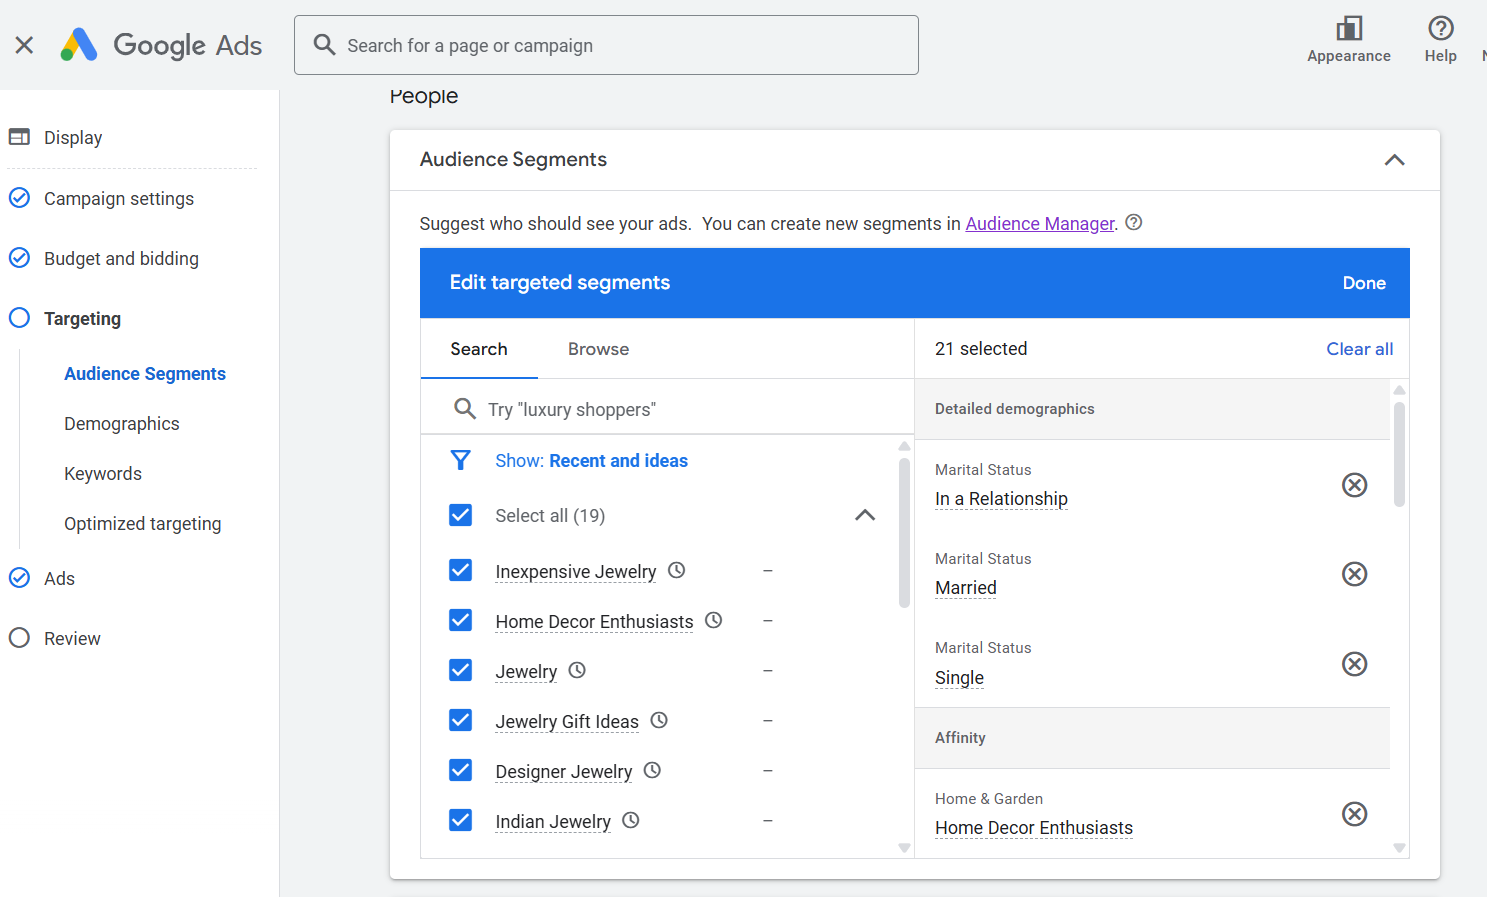 Google Ads
Search for a page or campaign
Appearance
Help
People
Display
Campaign settings
Budget and bidding
Targeting
Audience Segments
Demographics
Keywords
Optimized targeting
Ads
Review
Audience Segments
Suggest who should see your ads. You can create new segments in Audience Manager.
Edit targeted segments
Done
Search
Browse
Try "luxury shoppers"
Show: Recent and ideas
Select all (19)
Inexpensive Jewelry –
Home Decor Enthusiasts –
Jewelry –
Jewelry Gift Ideas –
Designer Jewelry –
Indian Jewelry –
21 selected
Clear all
Detailed demographics
Marital Status
In a Relationship
Marital Status
Married
Marital Status
Single
Affinity
Home & Garden
Home Decor Enthusiasts